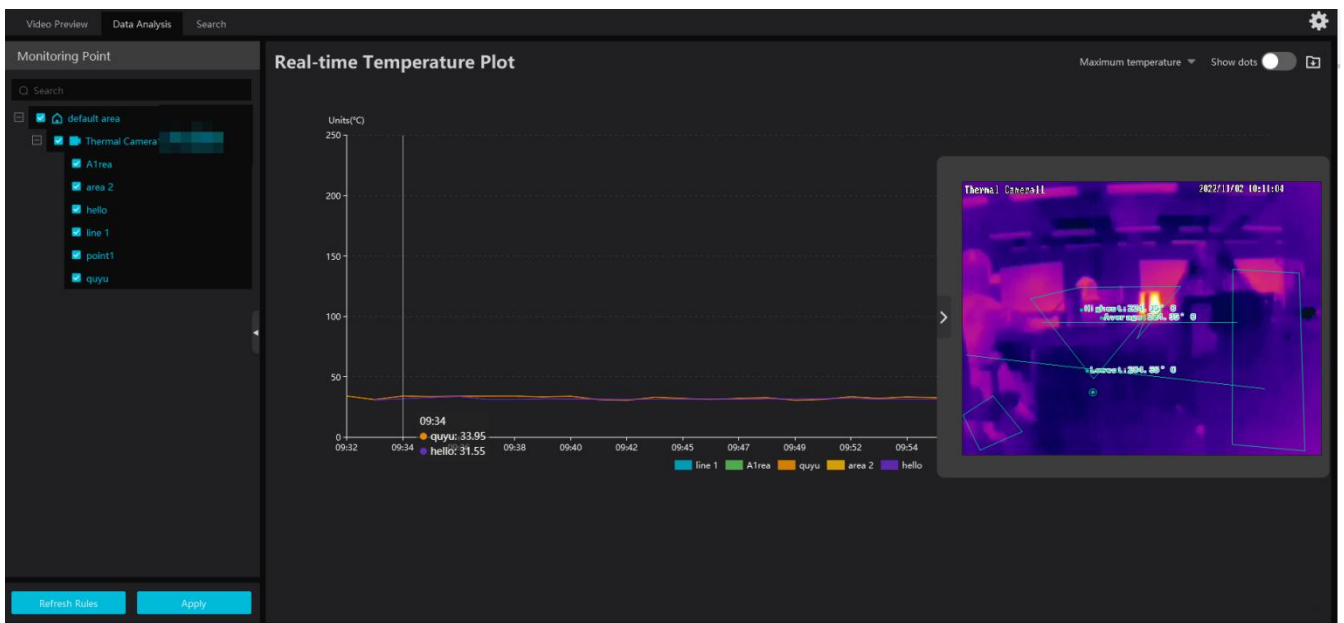 Video Preview Data Analysis Search
Monitoring Point
Search
default area
Thermal Camera
A1rea
area 2
hello
line 1
point1
quyu
Refresh Rules Apply
Real-time Temperature Plot
Maximum temperature Show dots
Units(°C)
250
200
150
100
50
0
09:32 09:34 09:38 09:40 09:42 09:45 09:47 09:49 09:52 09:54
09:34
quyu: 33.95
hello: 31.55
line 1 A1rea quyu area 2 hello
Thermal 2022/11/02 10:11:04
Highest:
Average:
Lowest: